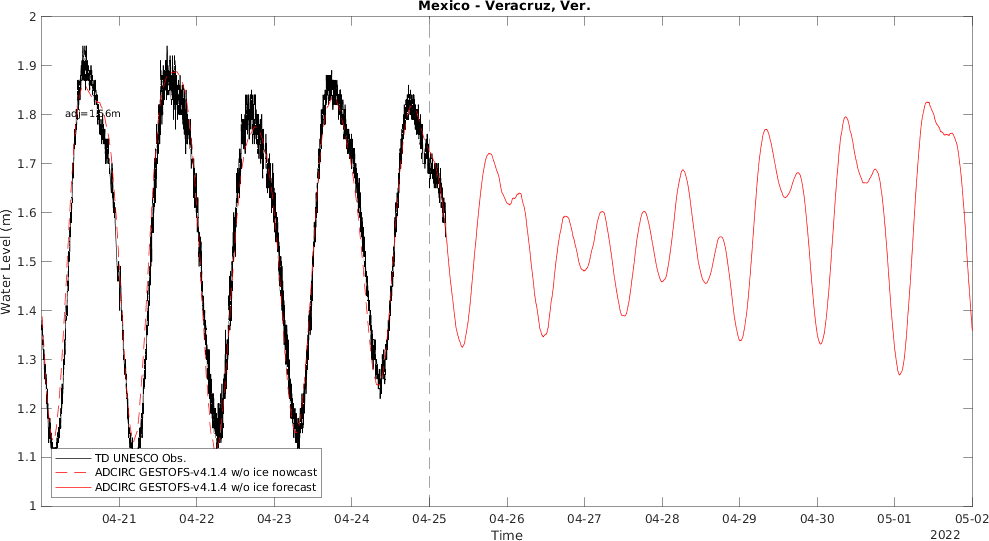 Mexico - Veracruz, Ver.
2
1.9
1.8
1.7
1.6
1.5
1.4
1.3
1.2
1.1
1
Water Level (m)
adj=1.56m
TD UNESCO Obs.
ADCIRC GESTOFS-v4.1.4 w/o ice nowcast
ADCIRC GESTOFS-v4.1.4 w/o ice forecast
04-21 04-22 04-23 04-24 04-25 04-26 04-27 04-28 04-29 04-30 05-01 05-02
Time
2022